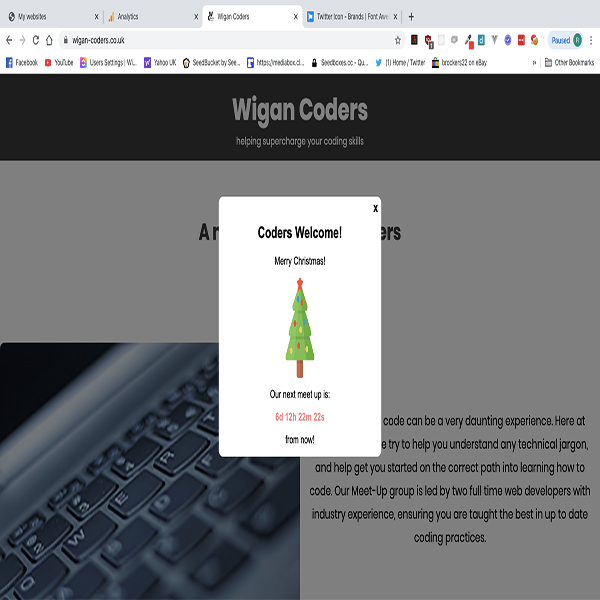 My websites
Analytics
Wigan Coders
Twitter Icon - Brands | Font Awe
wigan-coders.co.uk
Paused
R
Facebook
YouTube
Users Settings | Wi...
Yahoo UK
SeedBucket by See...
https://mediabox.cl...
Seedboxes.cc - Qu...
(1) Home / Twitter
brockers22 on eBay
Other Bookmarks
Wigan Coders
helping supercharge your coding skills
X
Coders Welcome!
Merry Christmas!
Our next meet up is:
6d 12h 22m 22s
from now!
code can be a very daunting experience. Here at
try to help you understand any technical jargon,
and help get you started on the correct path into learning how to
code. Our Meet-Up group is led by two full time web developers with
industry experience, ensuring you are taught the best in up to date
coding practices.